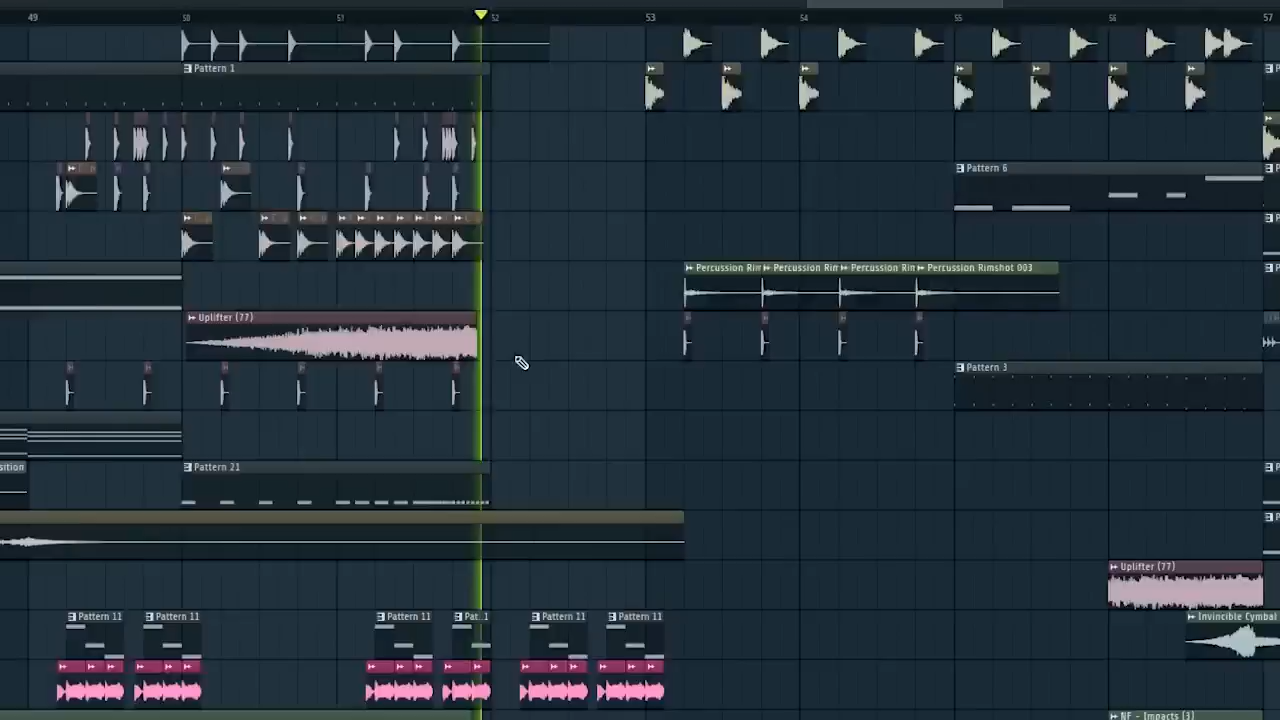 49 50 51 52 53 54 55 56 57
Pattern 1
Pattern 6
Percussion Rim Percussion Rim Percussion Rim Percussion Rimshot 003
Uplifter (77)
Pattern 3
sition Pattern 21
Uplifter (77)
Pattern 11 Pattern 11 Pattern 11 Pat..1 Pattern 11 Pattern 11 Invincible Cymbal
NF - Impacts (3)